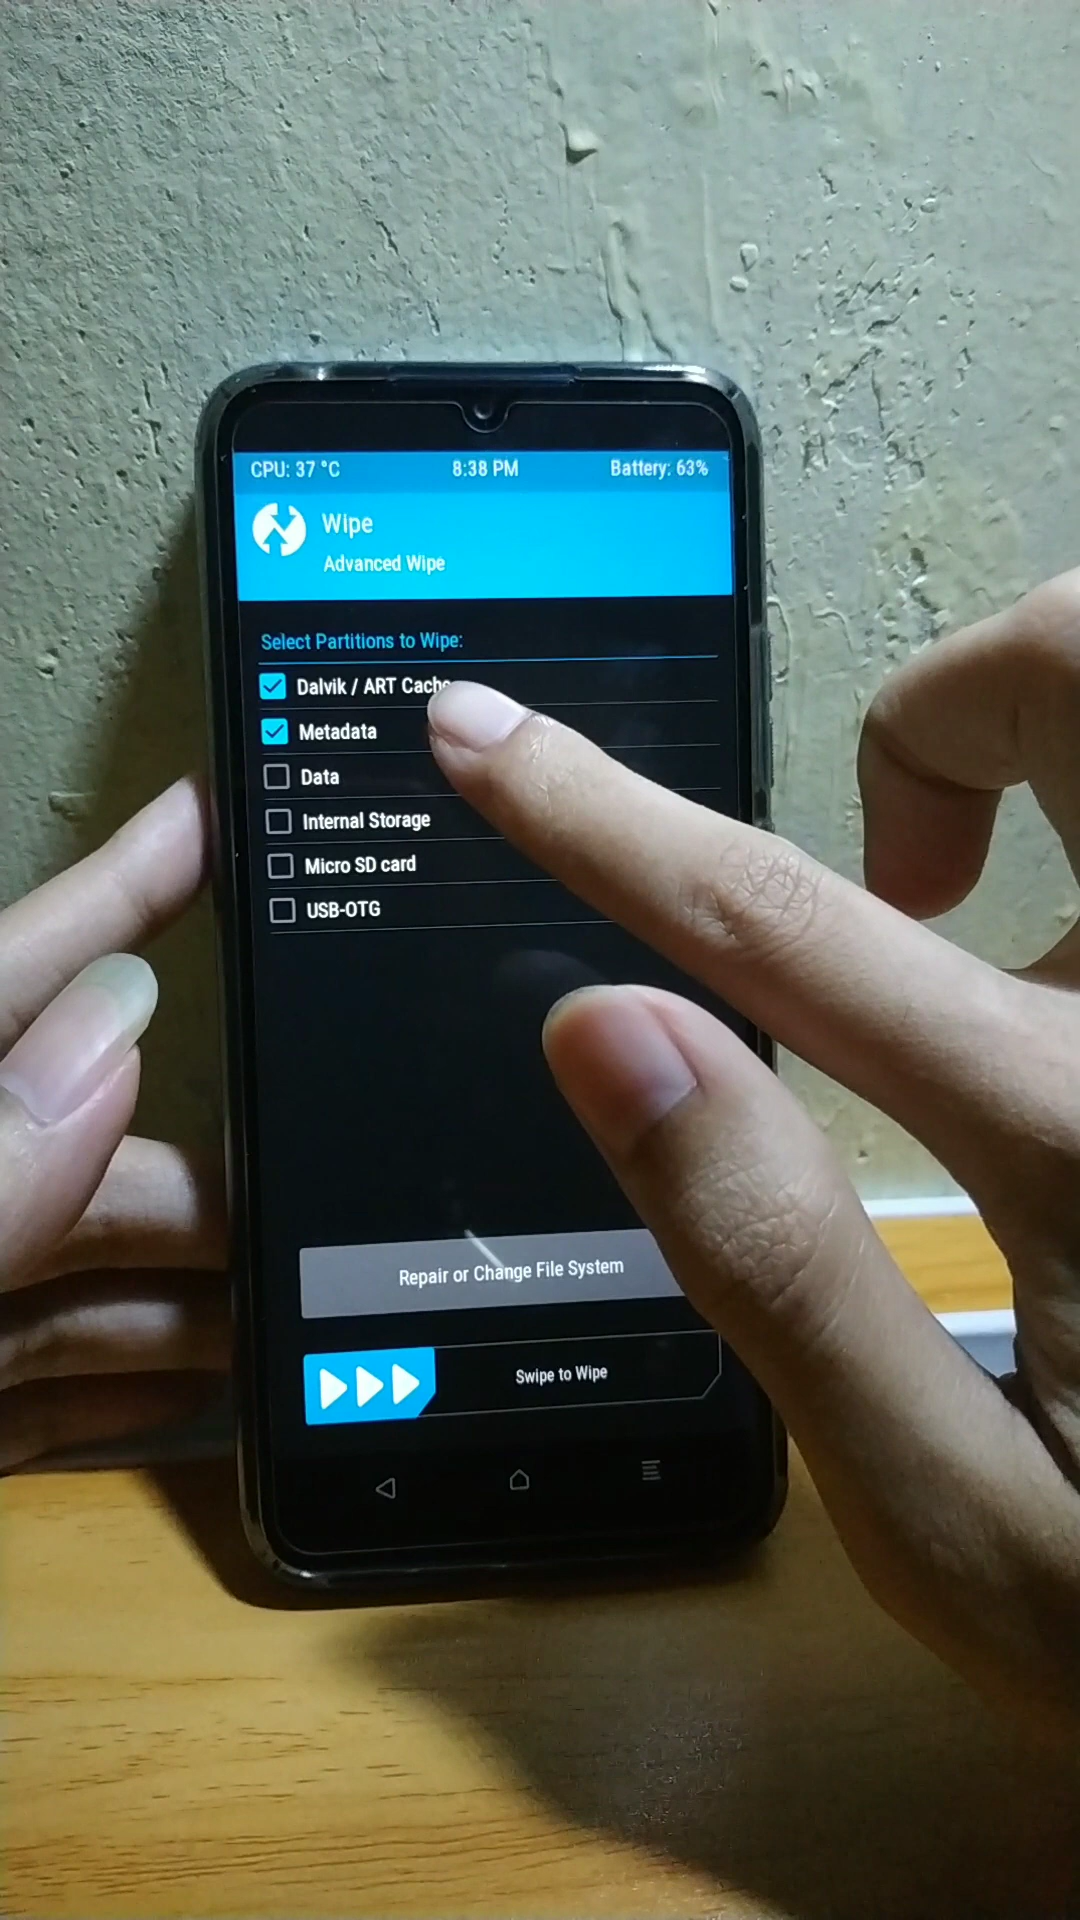 CPU: 37 °C 8:38 PM Battery: 63%
Wipe
Advanced Wipe
Select Partitions to Wipe:
Dalvik / ART Cache
Metadata
Data
Internal Storage
Micro SD card
USB-OTG
Repair or Change File System
Swipe to Wipe